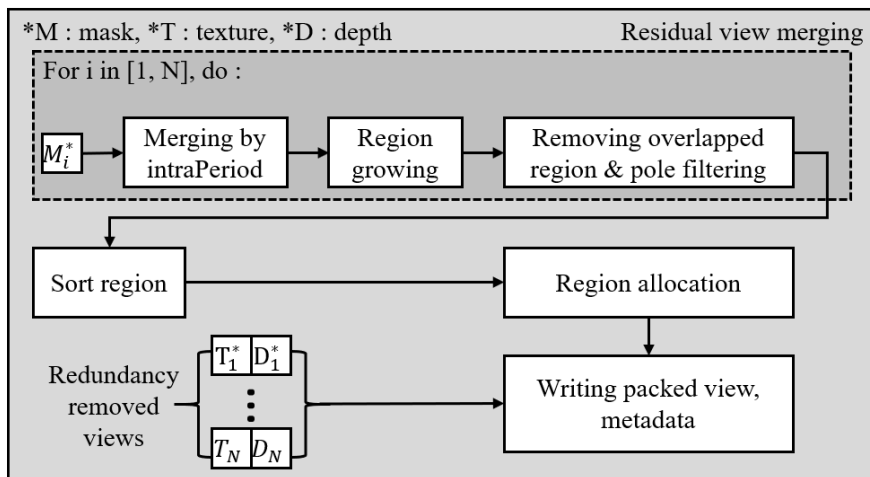 *M : mask, *T : texture, *D : depth
Residual view merging
For i in [1, N], do :
M*i
Merging by
intraPeriod
Region
growing
Removing overlapped
region & pole filtering
Sort region
Region allocation
Redundancy
removed
views
T*1 D*1
⋮
TN DN
Writing packed view,
metadata